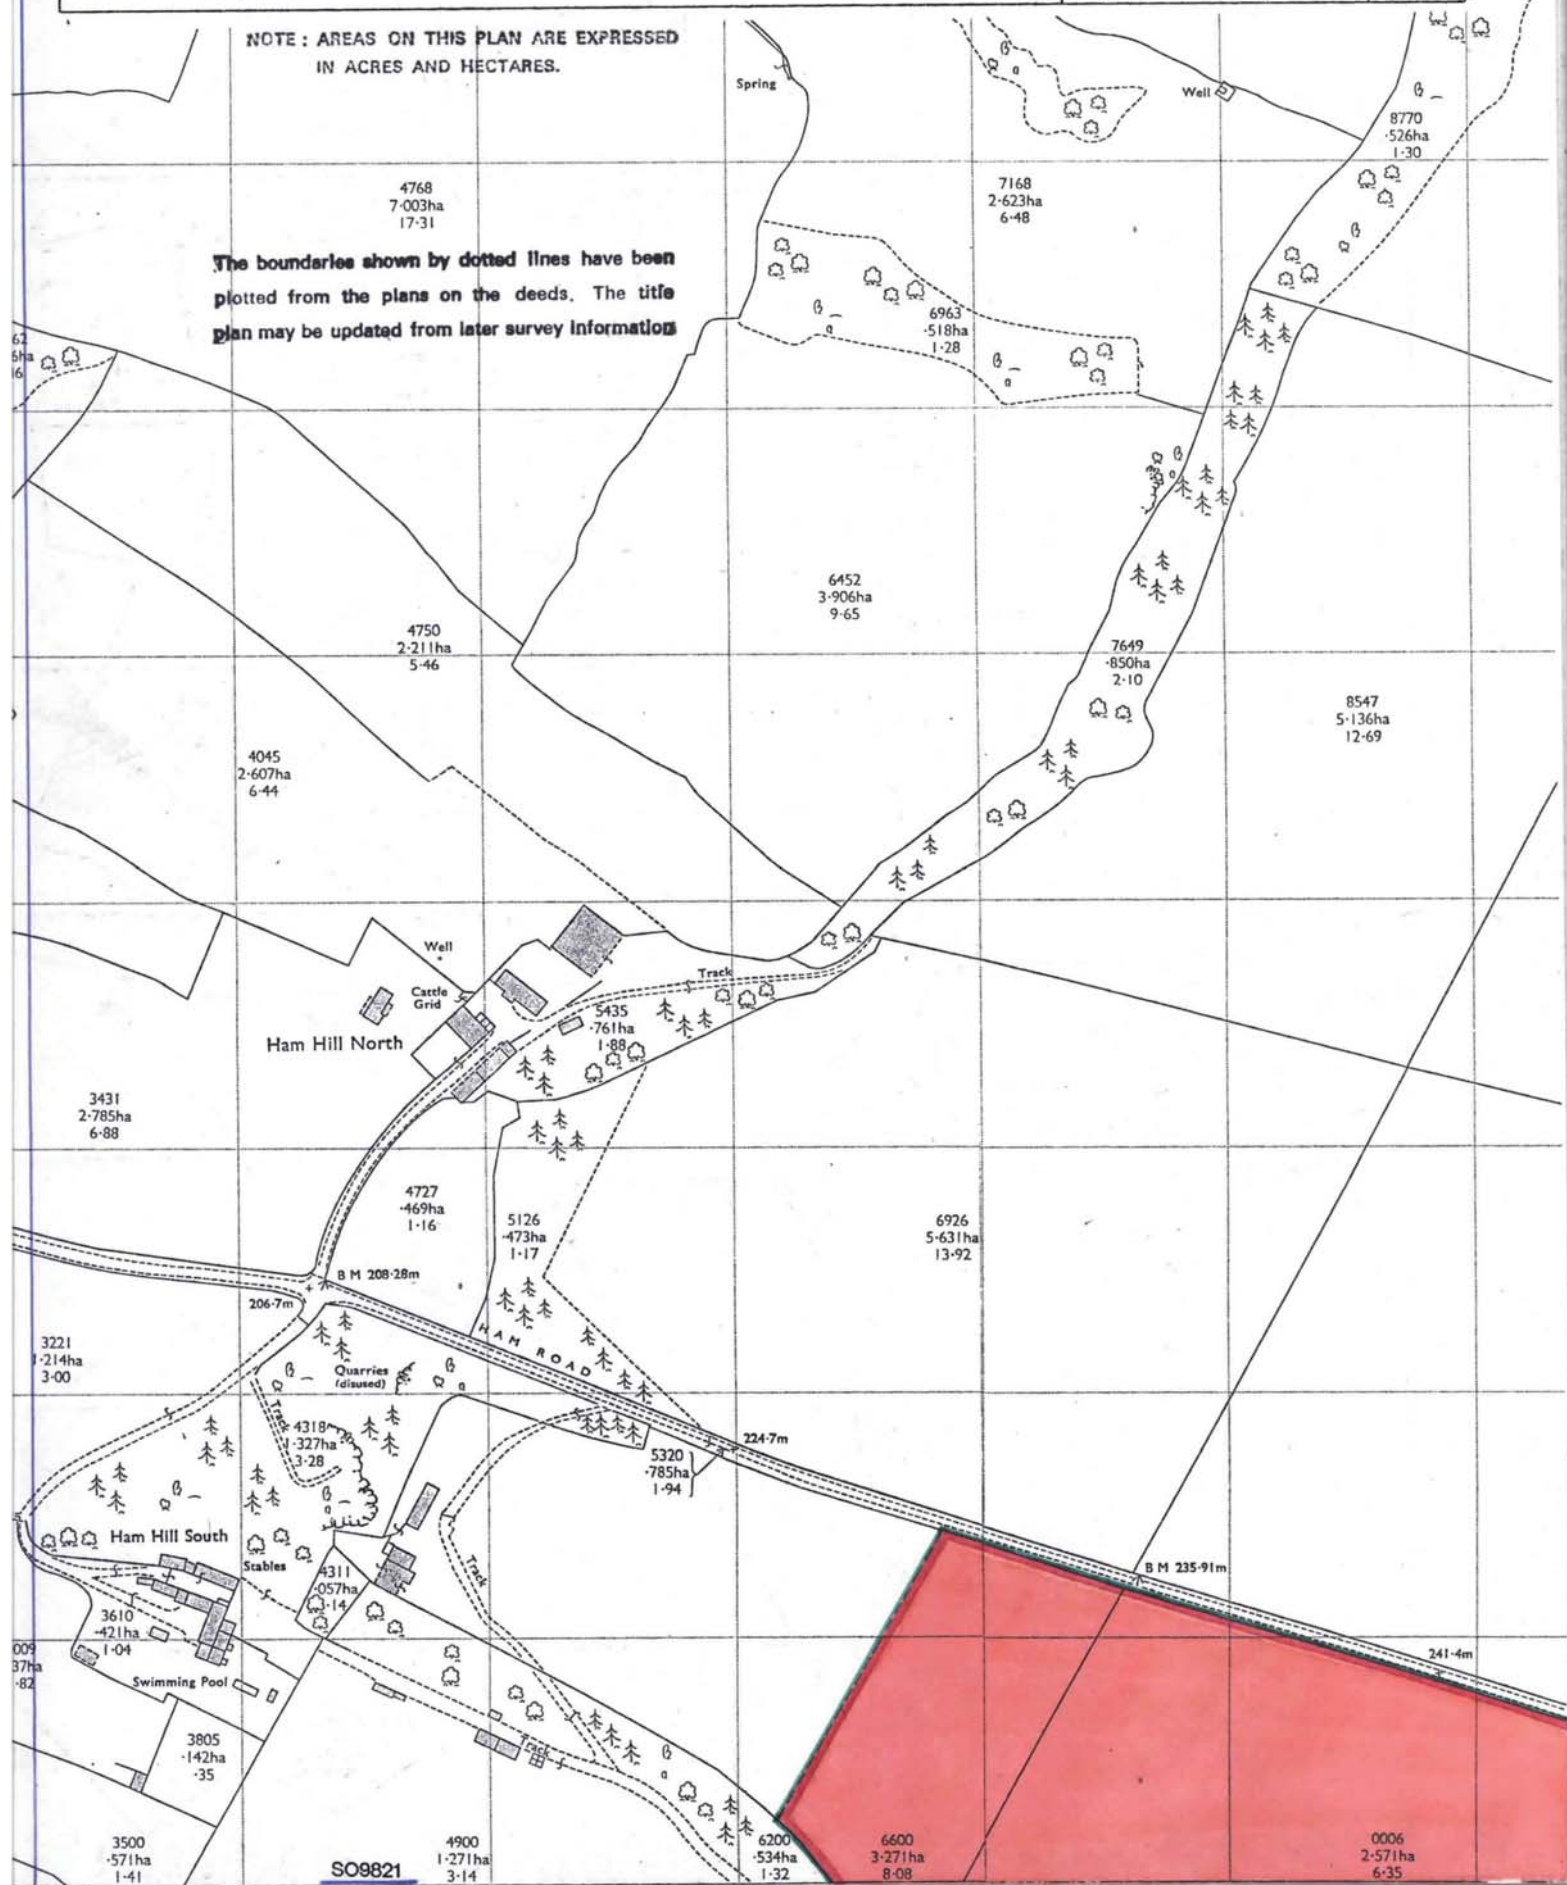 NOTE : AREAS ON THIS PLAN ARE EXPRESSED
IN ACRES AND HECTARES.
Spring
Well
8770
·526ha
1·30
4768
7·003ha
17·31
7168
2·623ha
6·48
The boundaries shown by dotted lines have been
plotted from the plans on the deeds. The title
plan may be updated from later survey information
6963
·518ha
1·28
6452
3·906ha
9·65
4750
2·211ha
5·46
7649
·850ha
2·10
8547
5·136ha
12·69
4045
2·607ha
6·44
Well
Cattle
Grid
Track
5435
·761ha
1·88
Ham Hill North
3431
2·785ha
6·88
4727
·469ha
1·16
5126
·473ha
1·17
6926
5·631ha
13·92
B M 208·28m
206·7m
HAM ROAD
3221
1·214ha
3·00
Quarries
(disused)
Track
4318
1·327ha
3·28
224·7m
5320
·785ha
1·94
Ham Hill South
Stables
4311
·057ha
·14
Track
B M 235·91m
3610
·421ha
1·04
009
37ha
·82
Swimming Pool
241·4m
3805
·142ha
·35
Track
3500
·571ha
1·41
SO9821
4900
1·271ha
3·14
6200
·534ha
1·32
6600
3·271ha
8·08
0006
2·571ha
6·35